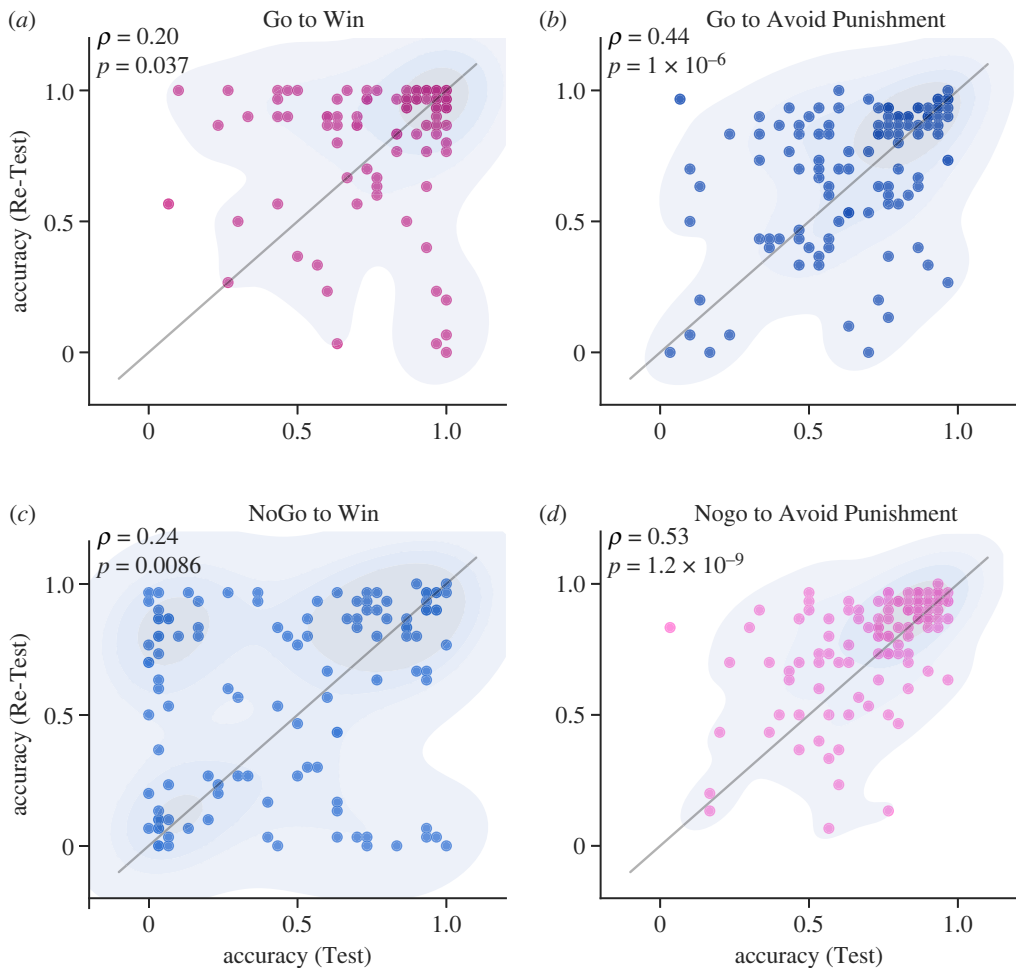 (a) Go to Win
ρ = 0.20
p = 0.037
1.0
0.5
0
accuracy (Re-Test)
0 0.5 1.0
(b) Go to Avoid Punishment
ρ = 0.44
p = 1 × 10⁻⁶
1.0
0.5
0
0 0.5 1.0
(c) NoGo to Win
ρ = 0.24
p = 0.0086
1.0
0.5
0
accuracy (Re-Test)
0 0.5 1.0
accuracy (Test)
(d) Nogo to Avoid Punishment
ρ = 0.53
p = 1.2 × 10⁻⁹
1.0
0.5
0
0 0.5 1.0
accuracy (Test)